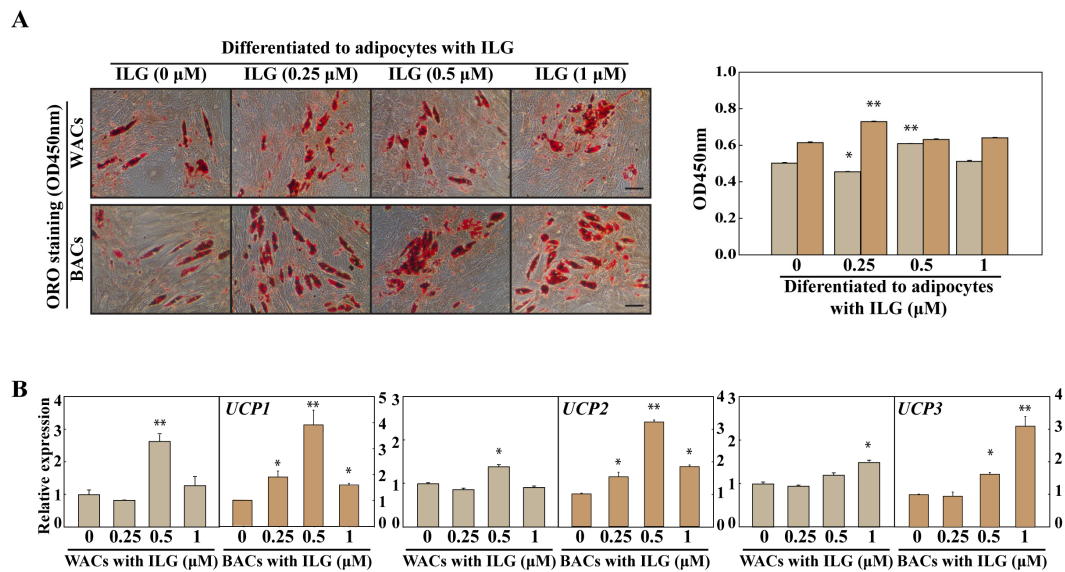 A
Differentiated to adipocytes with ILG
ILG (0 μM) ILG (0.25 μM) ILG (0.5 μM) ILG (1 μM)
ORO staining (OD450nm)
WACs
BACs
1.0
0.8
0.6
0.4
0.2
0.0
OD450nm
* ** **
0 0.25 0.5 1
Diferentiated to adipocytes
with ILG (μM)
B
Relative expression
4
3
2
1
0
**
UCP1
* ** *
5
4
3
2
1
0
0 0.25 0.5 1 0 0.25 0.5 1
WACs with ILG (μM) BACs with ILG (μM)
3
2
2
1
0
*
UCP2
* ** *
4
3
2
1
0
0 0.25 0.5 1 0 0.25 0.5 1
WACs with ILG (μM) BACs with ILG (μM)
3
2
2
1
0
*
UCP3
* **
4
3
2
1
0
0 0.25 0.5 1 0 0.25 0.5 1
WACs with ILG (μM) BACs with ILG (μM)